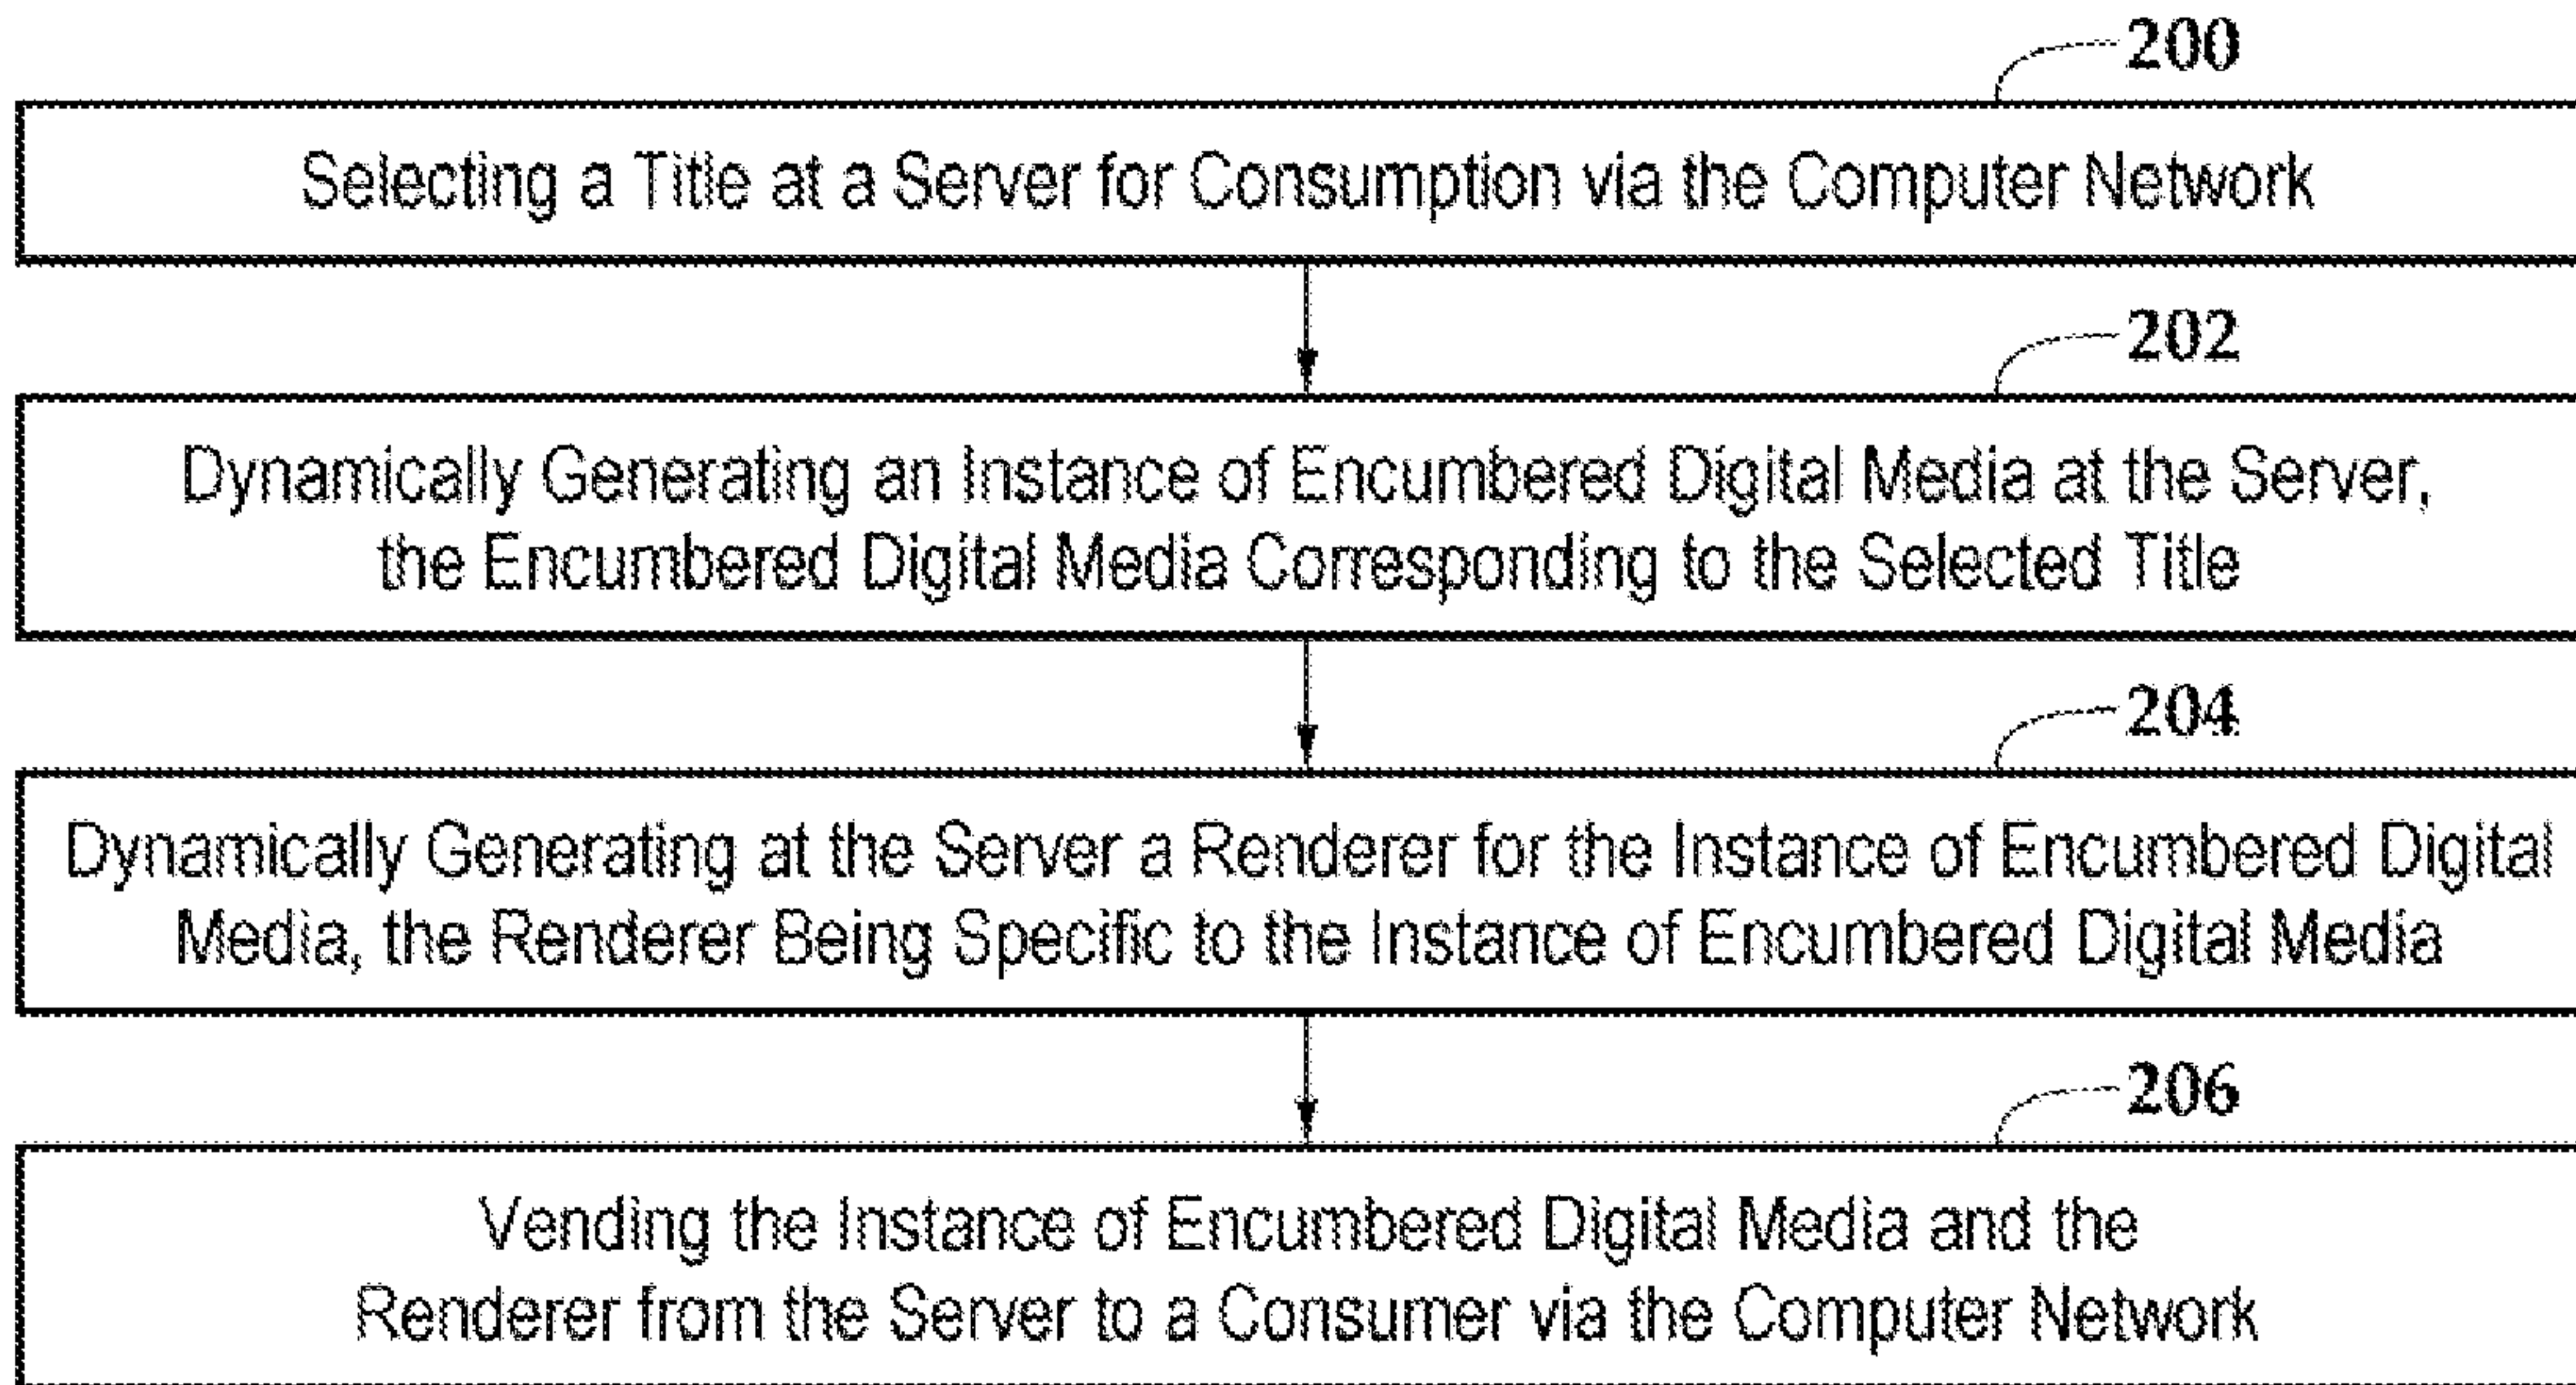 200
Selecting a Title at a Server for Consumption via the Computer Network
202
Dynamically Generating an Instance of Encumbered Digital Media at the Server,
the Encumbered Digital Media Corresponding to the Selected Title
204
Dynamically Generating at the Server a Renderer for the Instance of Encumbered Digital
Media, the Renderer Being Specific to the Instance of Encumbered Digital Media
206
Vending the Instance of Encumbered Digital Media and the
Renderer from the Server to a Consumer via the Computer Network